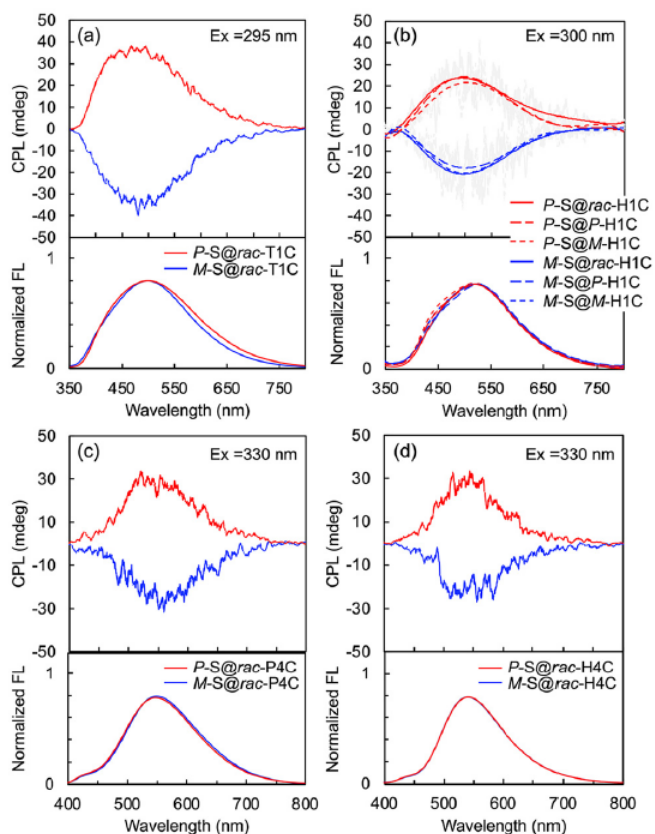 (a) Ex =295 nm
CPL (mdeg)
50
40
30
20
10
0
-10
-20
-30
-40
-50
P-S@rac-T1C
M-S@rac-T1C
Normalized FL
1
0
350 450 550 650 750
Wavelength (nm)
(b) Ex =300 nm
CPL (mdeg)
50
40
30
20
10
0
-10
-20
-30
-40
-50
P-S@rac-H1C
P-S@P-H1C
P-S@M-H1C
M-S@rac-H1C
M-S@P-H1C
M-S@M-H1C
Normalized FL
1
0
350 450 550 650 750
Wavelength (nm)
(c) Ex =330 nm
CPL (mdeg)
50
30
10
-10
-30
-50
P-S@rac-P4C
M-S@rac-P4C
Normalized FL
1
0
400 500 600 700 800
Wavelength (nm)
(d) Ex =330 nm
CPL (mdeg)
50
30
10
-10
-30
-50
P-S@rac-H4C
M-S@rac-H4C
Normalized FL
1
0
400 500 600 700 800
Wavelength (nm)